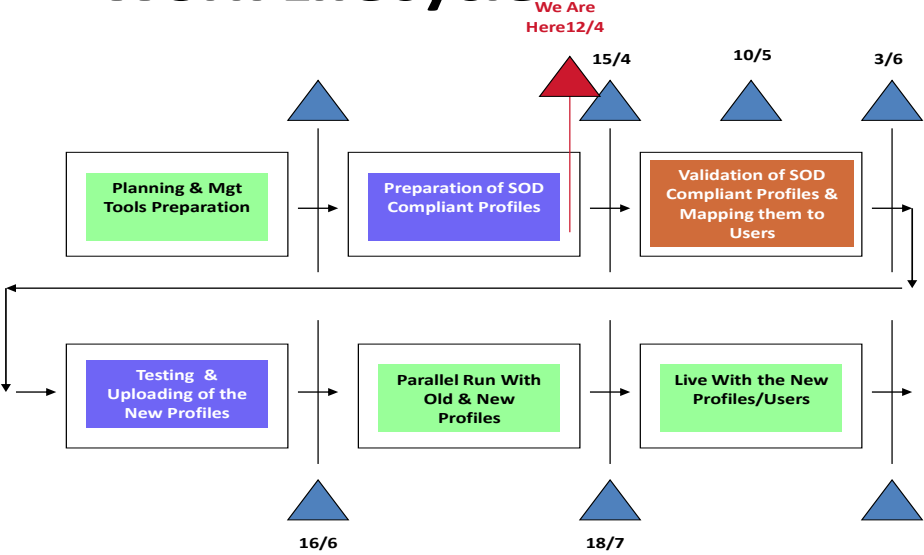 We Are
Here12/4
15/4
10/5
3/6
Planning & Mgt
Tools Preparation
Preparation of SOD
Compliant Profiles
Validation of SOD
Compliant Profiles &
Mapping them to
Users
Testing &
Uploading of the
New Profiles
Parallel Run With
Old & New
Profiles
Live With the New
Profiles/Users
16/6
18/7